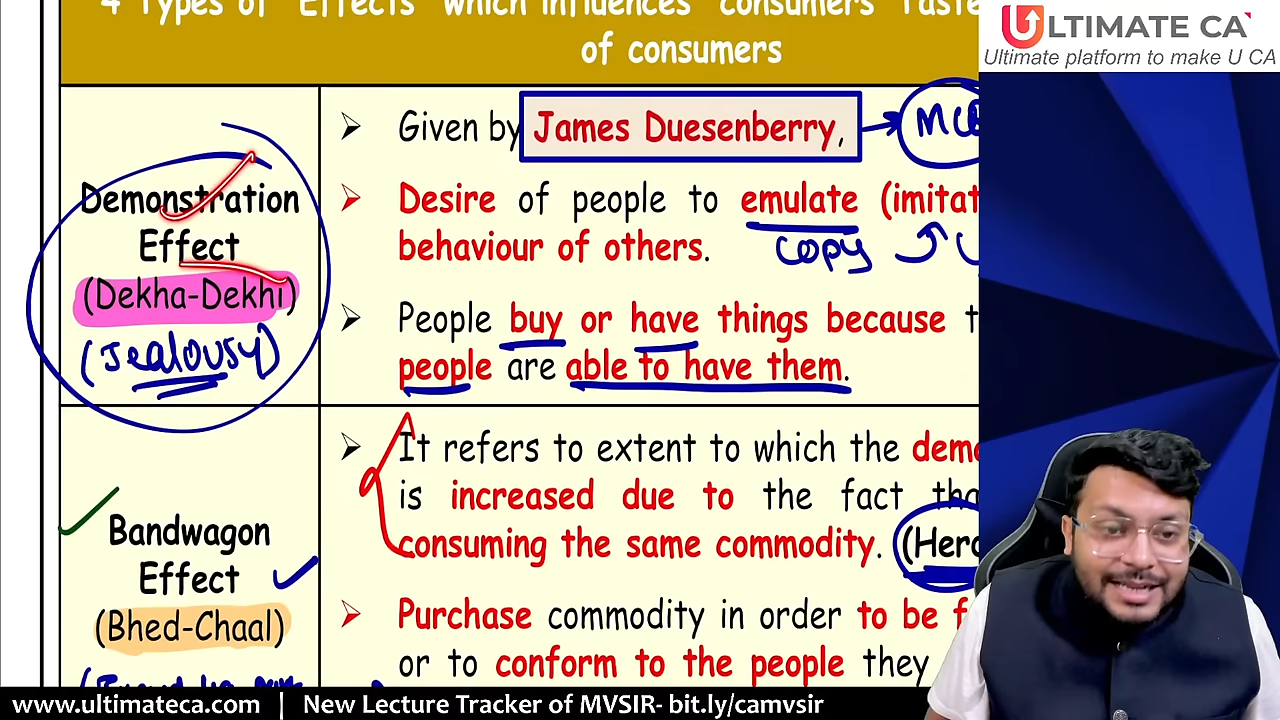 4 Types of Effects which influences consumers Taste
of consumers
ULTIMATE CA
Ultimate platform to make U CA
Demonstration
Effect
(Dekha-Dekhi)
(Jealousy)
➢ Given by James Duesenberry,
➢ Desire of people to emulate (imitat
behaviour of others.
copy
➢ People buy or have things because
people are able to have them.
Bandwagon
Effect
(Bhed-Chaal)
➢ It refers to extent to which the
is increased due to the fact
consuming the same commodity.
➢ Purchase commodity in order to be
or to conform to the people they
www.ultimateca.com | New Lecture Tracker of MVSIR- bit.ly/camvsir